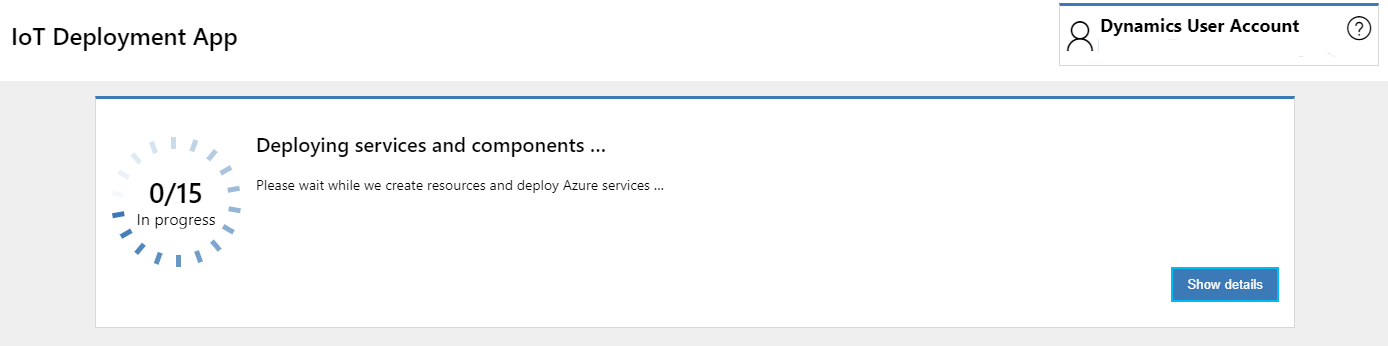 IoT Deployment App
Dynamics User Account
?
Deploying services and components ...
0/15
In progress
Please wait while we create resources and deploy Azure services ...
Show details